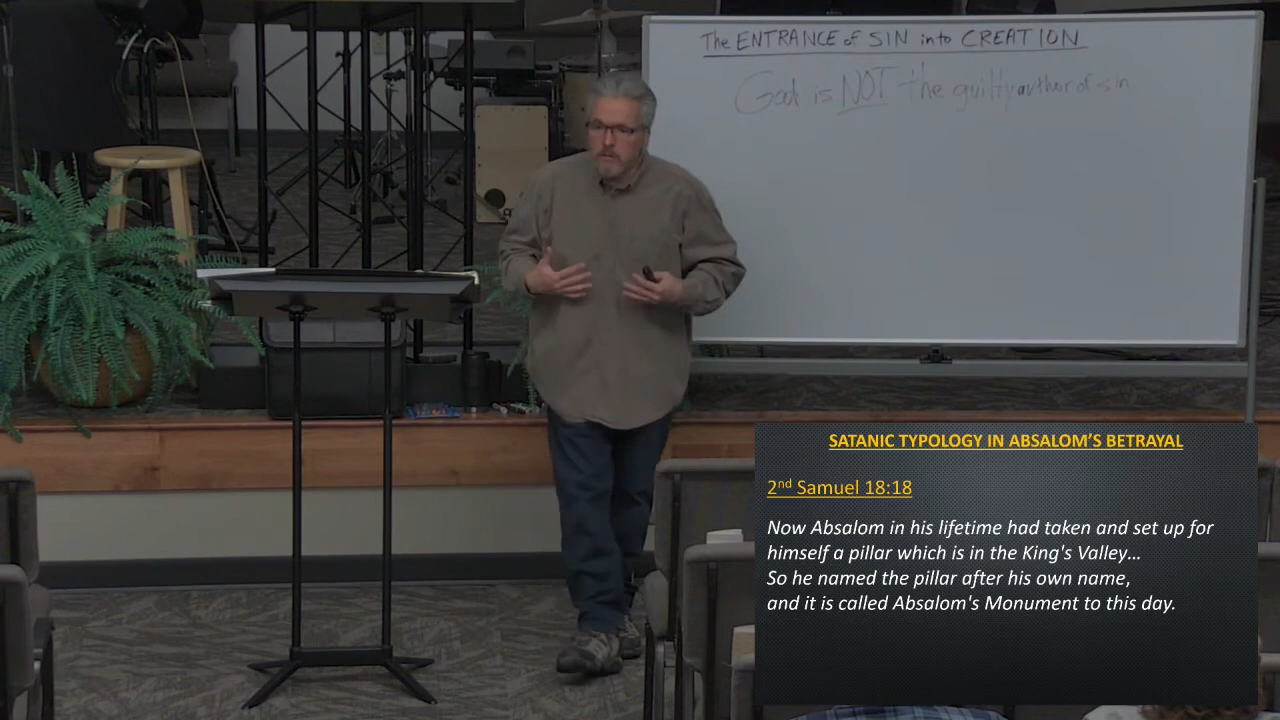 The ENTRANCE of SIN into CREATION
God is NOT the guilty author of sin
SATANIC TYPOLOGY IN ABSALOM’S BETRAYAL
2nd Samuel 18:18
Now Absalom in his lifetime had taken and set up for
himself a pillar which is in the King's Valley…
So he named the pillar after his own name,
and it is called Absalom's Monument to this day.